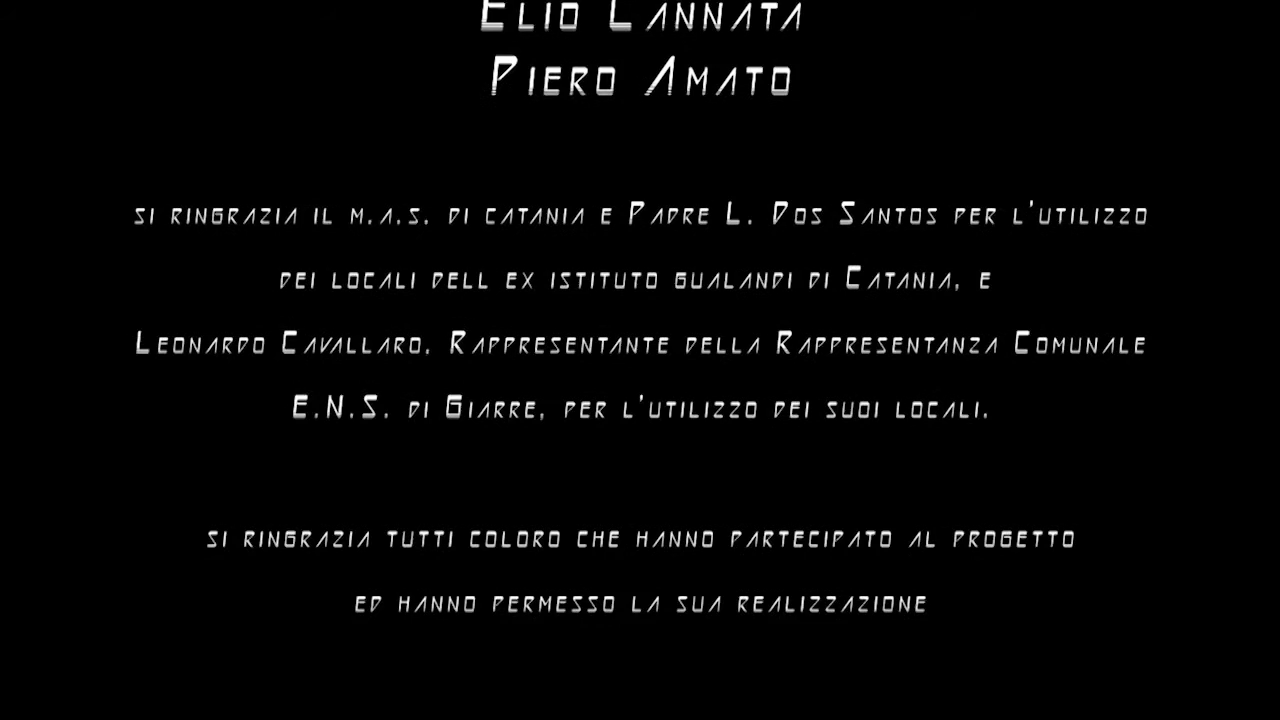 Elio Lannata
Piero Amato
si ringrazia il m.a.s. di catania e Padre L. Dos Santos per l'utilizzo
dei locali dell ex istituto gualandi di Catania, e
Leonardo Cavallaro, Rappresentante della Rappresentanza Comunale
E.N.S. di Giarre, per l'utilizzo dei suoi locali.
si ringrazia tutti coloro che hanno partecipato al progetto
ed hanno permesso la sua realizzazione